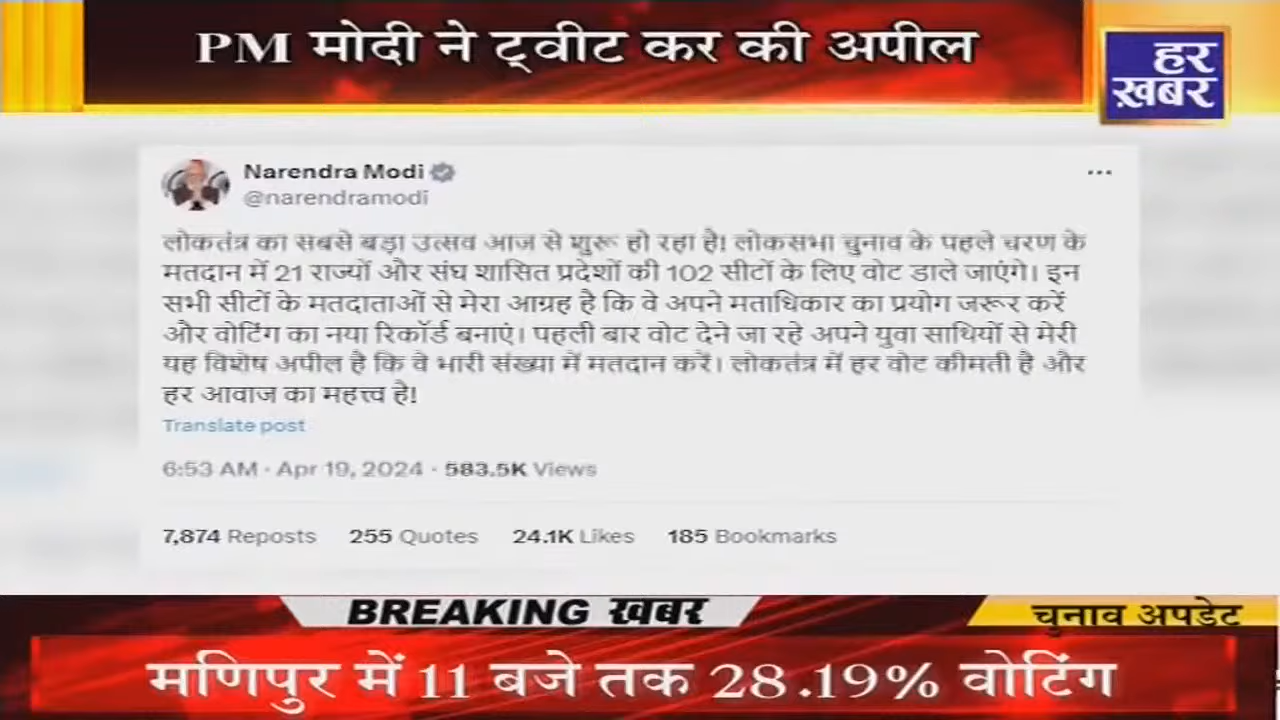 PM मोदी ने ट्वीट कर की अपील
हर
ख़बर
Narendra Modi
@narendramodi
लोकतंत्र का सबसे बड़ा उत्सव आज से शुरू हो रहा है! लोकसभा चुनाव के पहले चरण के
मतदान में 21 राज्यों और संघ शासित प्रदेशों की 102 सीटों के लिए वोट डाले जाएंगे। इन
सभी सीटों के मतदाताओं से मेरा आग्रह है कि वे अपने मताधिकार का प्रयोग जरूर करें
और वोटिंग का नया रिकॉर्ड बनाएं। पहली बार वोट देने जा रहे अपने युवा साथियों से मेरी
यह विशेष अपील है कि वे भारी संख्या में मतदान करें। लोकतंत्र में हर वोट कीमती है और
हर आवाज का महत्त्व है!
Translate post
6:53 AM · Apr 19, 2024 · 583.5K Views
7,874 Reposts 255 Quotes 24.1K Likes 185 Bookmarks
BREAKING खबर
चुनाव अपडेट
मणिपुर में 11 बजे तक 28.19% वोटिंग